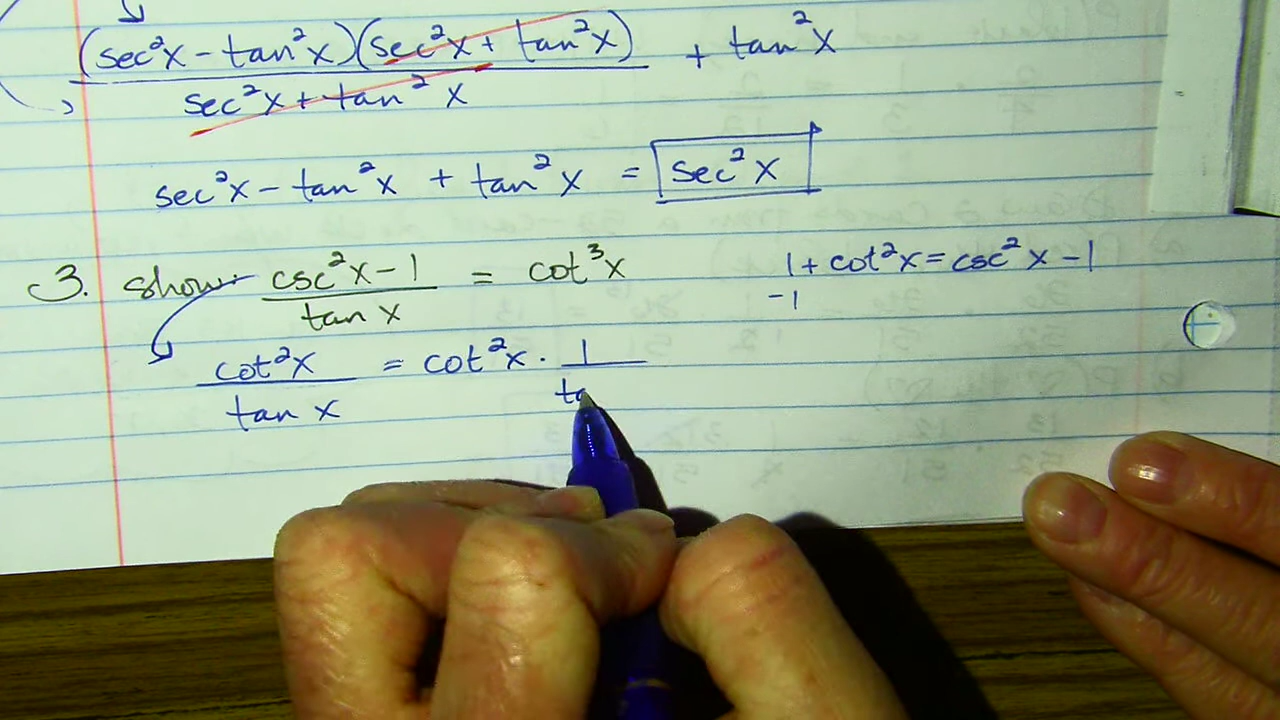 (sec²x − tan²x)(sec²x + tan²x) + tan²x
sec²x + tan²x
sec²x − tan²x + tan²x = sec²x
3. Show csc²x − 1 = cot³x
tan x
1 + cot²x = csc²x − 1
−1
cot²x = cot²x · 1
tan x ta